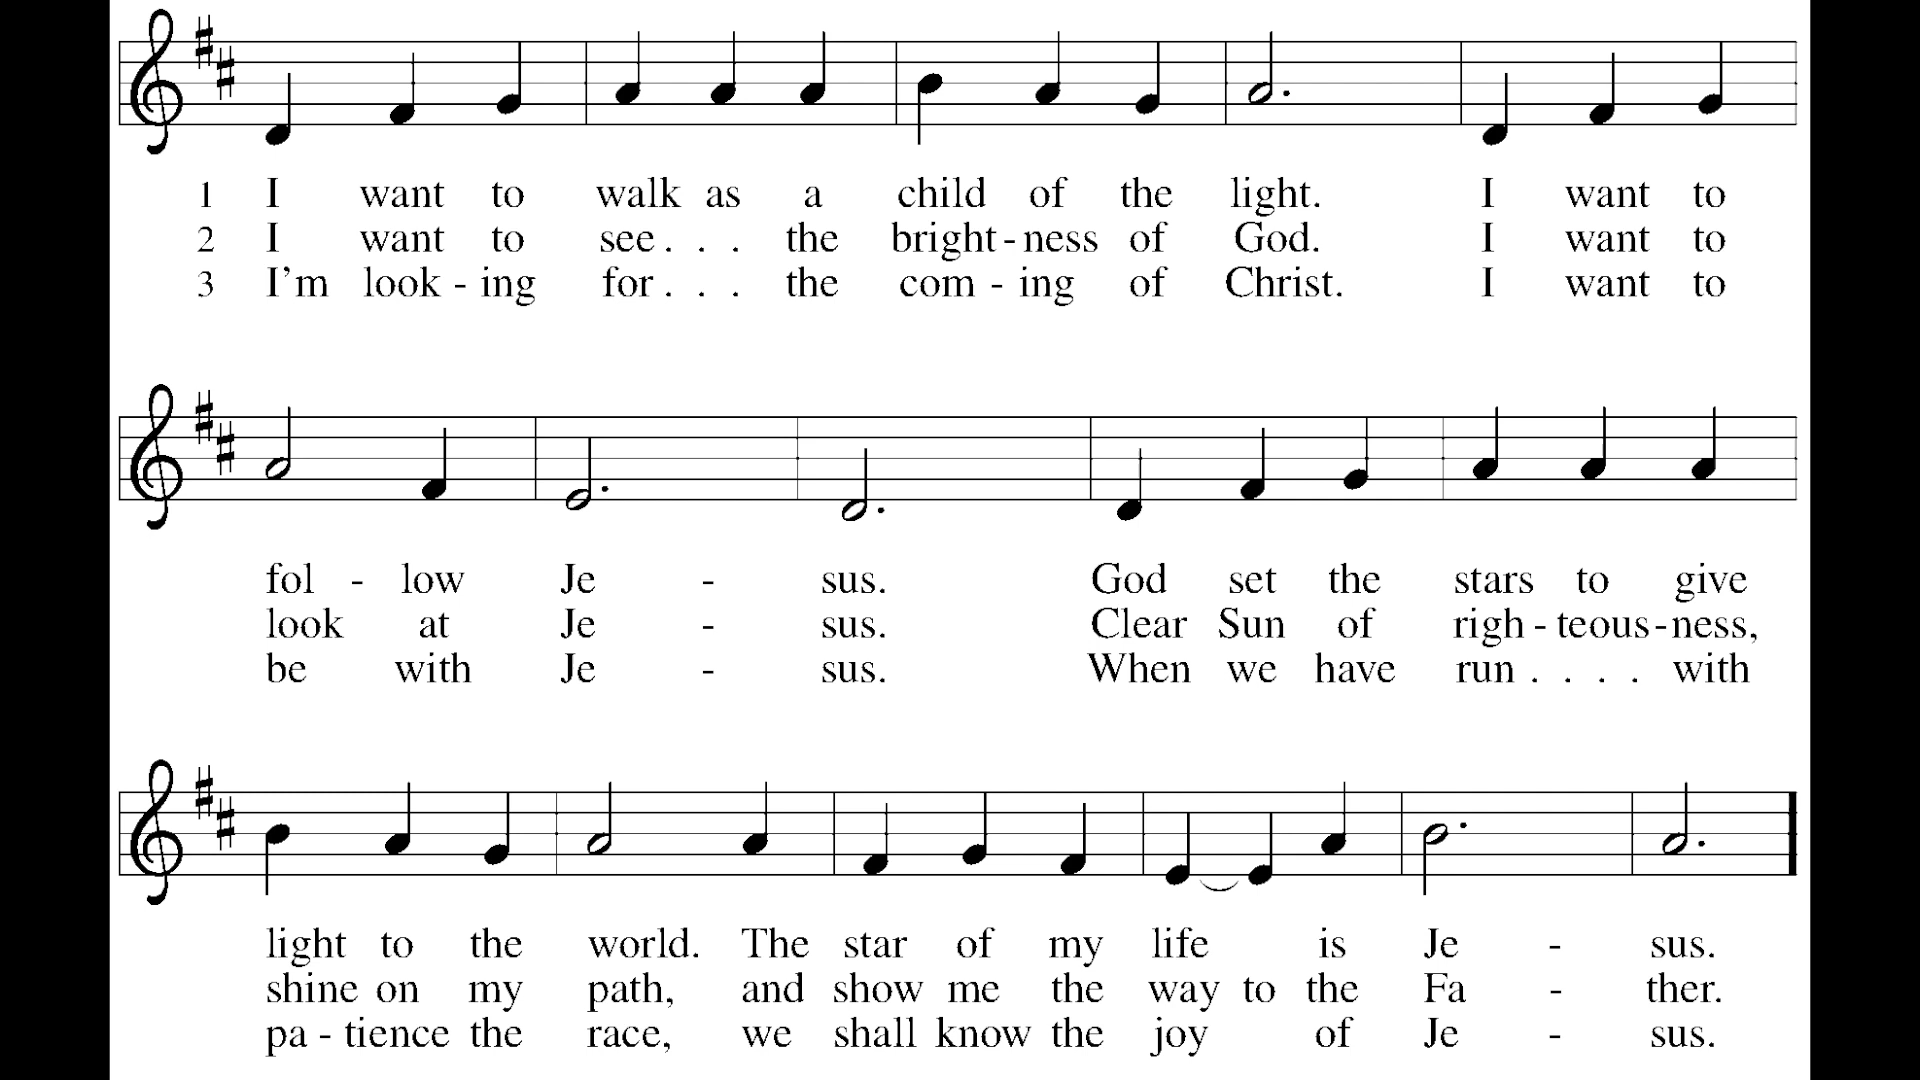 1 I want to walk as a child of the light. I want to
2 I want to see . . . the bright - ness of God. I want to
3 I'm look - ing for . . . the com - ing of Christ. I want to
fol - low Je - sus. God set the stars to give
look at Je - sus. Clear Sun of righ - teous - ness,
be with Je - sus. When we have run . . . . with
light to the world. The star of my life is Je - sus.
shine on my path, and show me the way to the Fa - ther.
pa - tience the race, we shall know the joy of Je - sus.